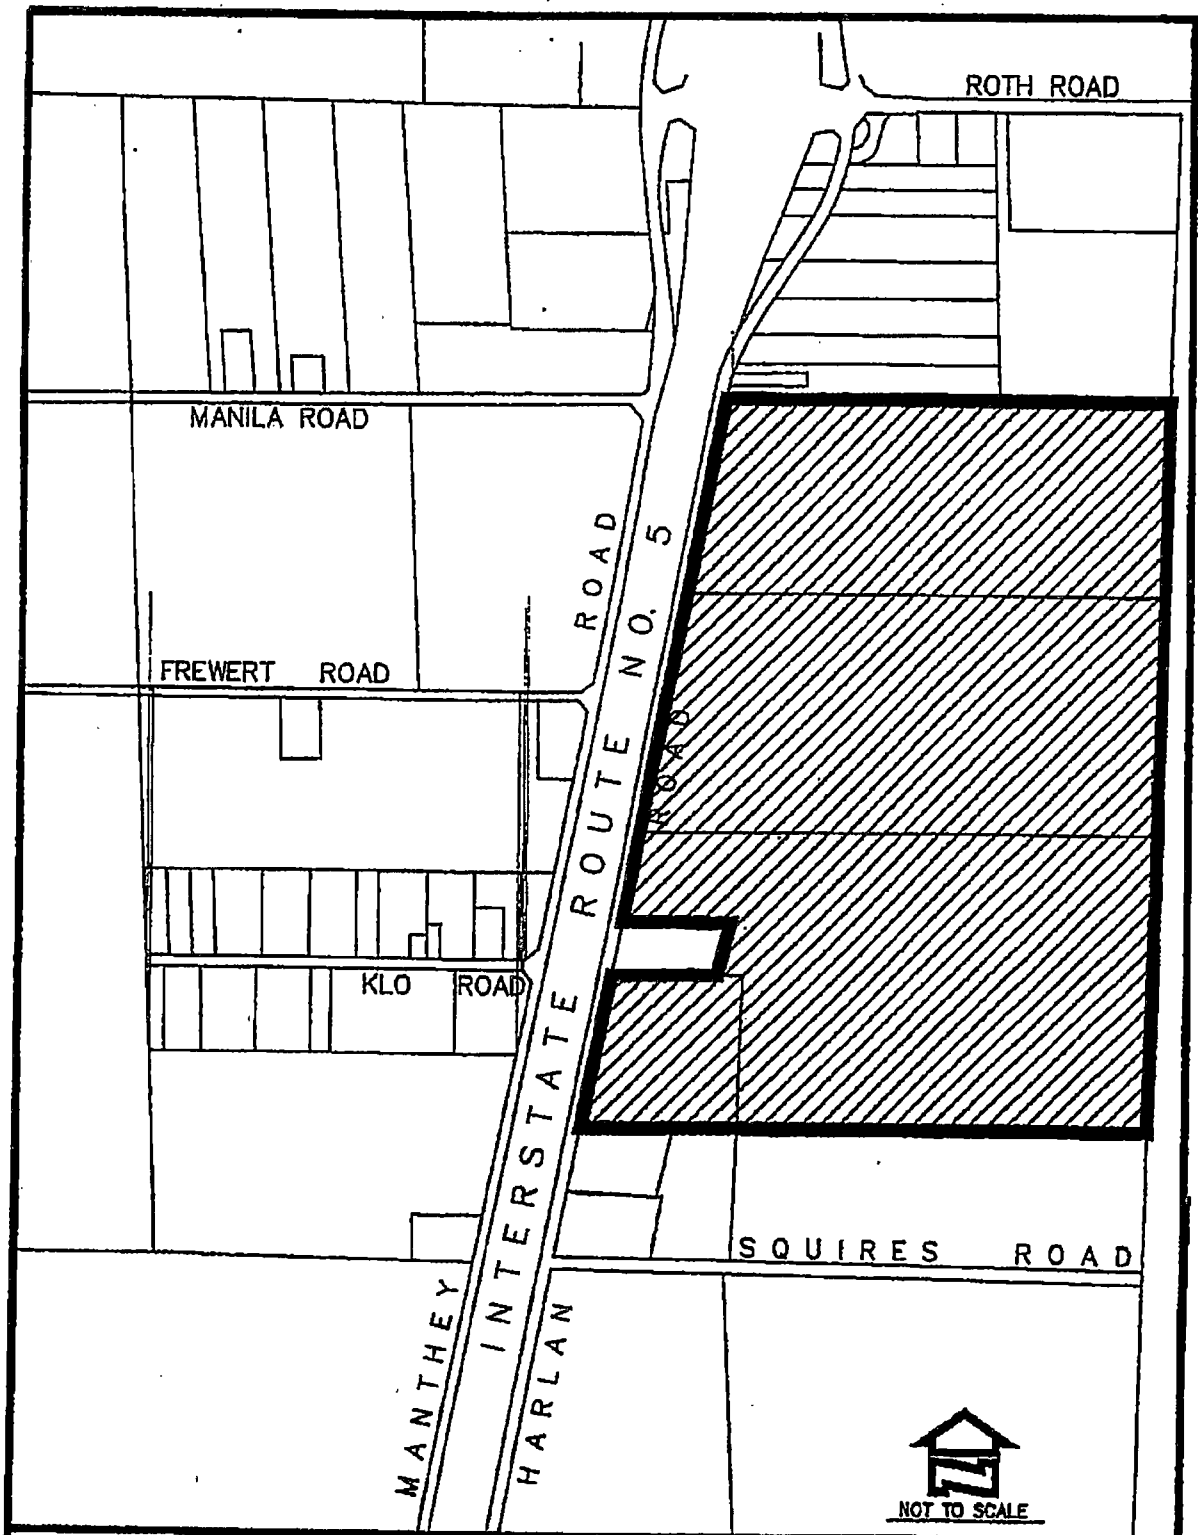 ROTH ROAD
MANILA ROAD
ROAD
INTERSTATE ROUTE NO. 5
FREWERT ROAD
ROAD
KLO ROAD
SQUIRES ROAD
MANTHEY
HARLAN
N
NOT TO SCALE